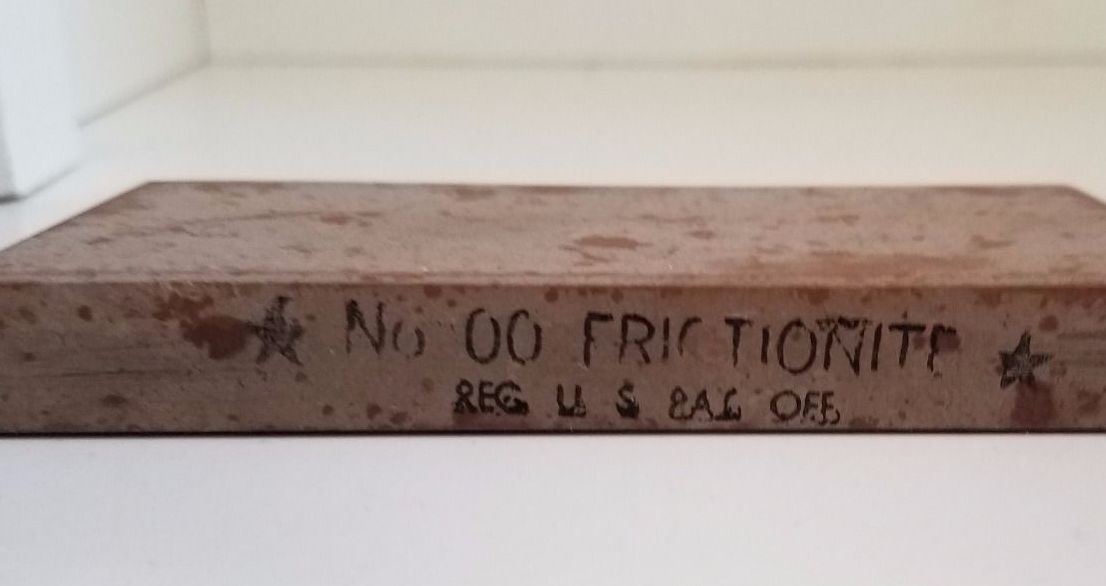 ★ No 00 FRICTIONITE ★
REG U S PAT OFF